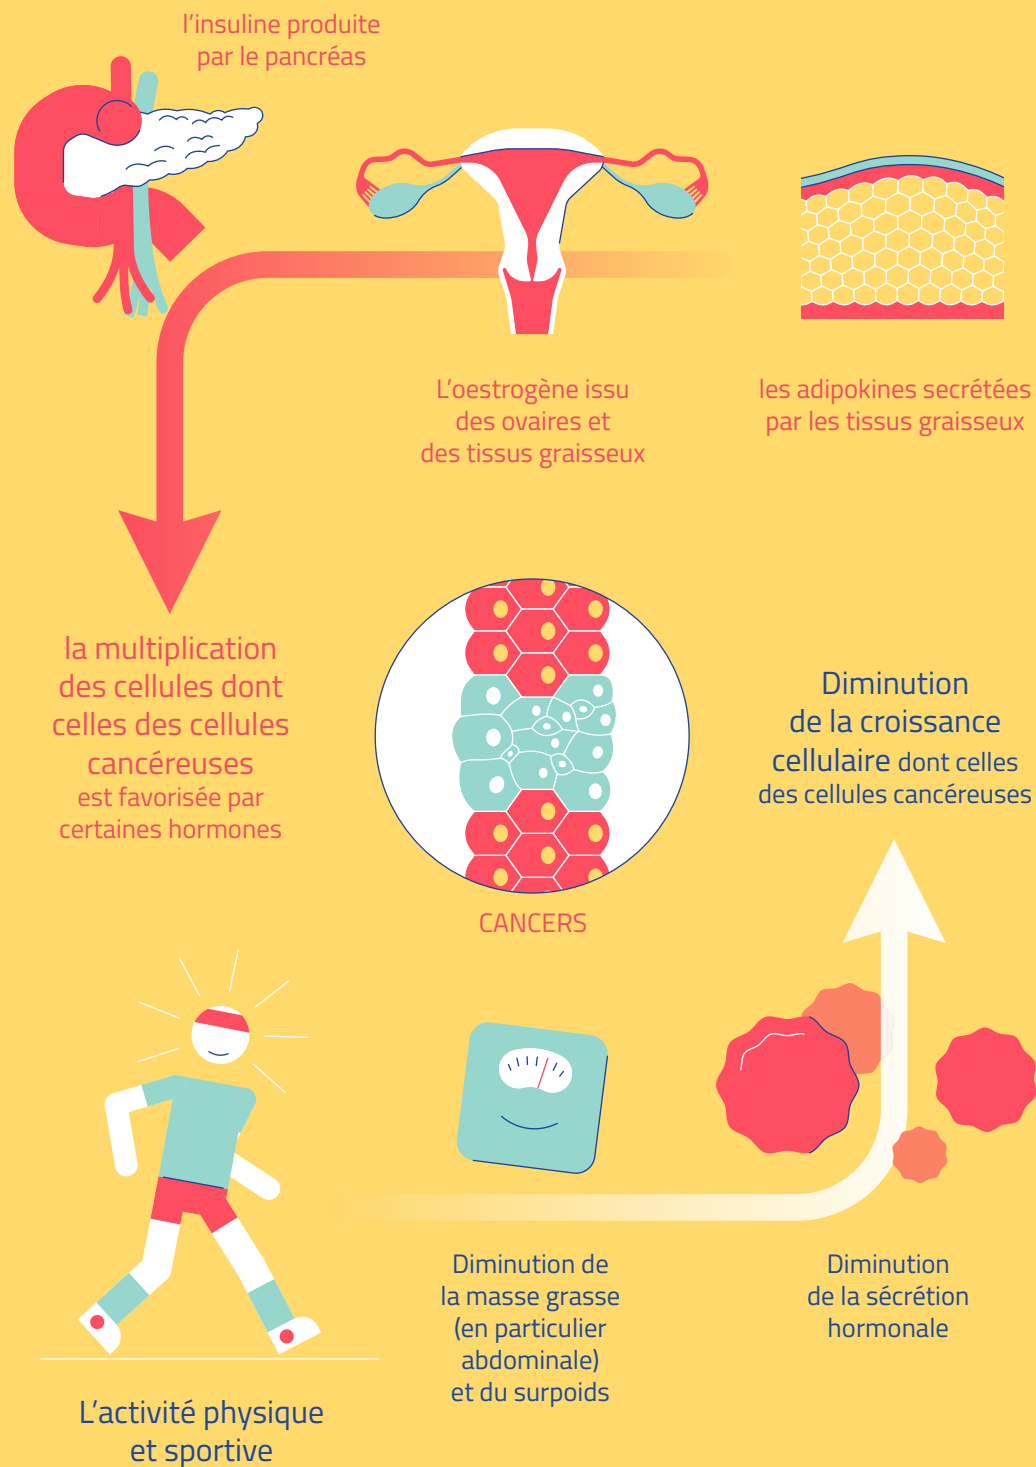 l'insuline produite
par le pancréas
L'oestrogène issu
des ovaires et
des tissus graisseux
les adipokines secrétées
par les tissus graisseux
la multiplication
des cellules dont
celles des cellules
cancéreuses
est favorisée par
certaines hormones
CANCERS
Diminution
de la croissance
cellulaire dont celles
des cellules cancéreuses
L'activité physique
et sportive
Diminution de
la masse grasse
(en particulier
abdominale)
et du surpoids
Diminution
de la sécrétion
hormonale